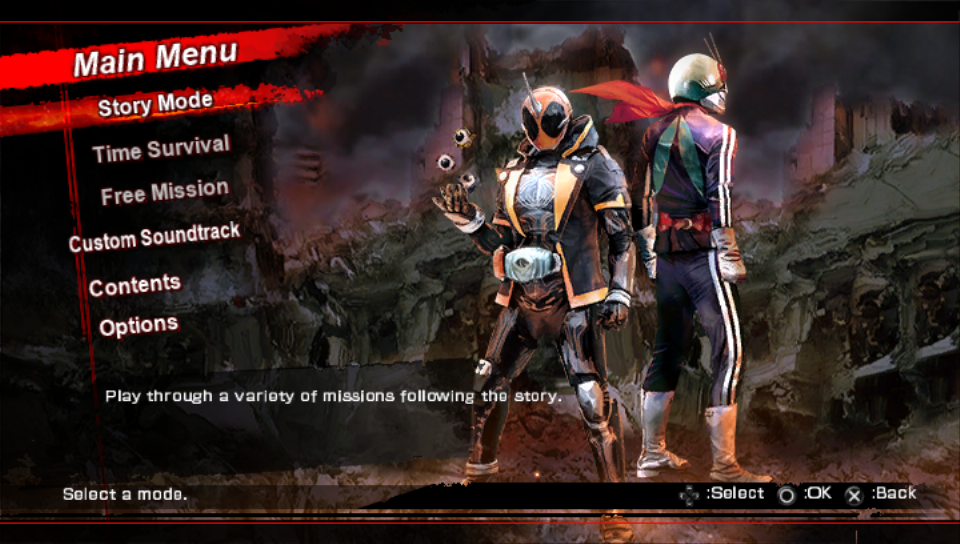 Main Menu
Story Mode
Time Survival
Free Mission
Custom Soundtrack
Contents
Options
Play through a variety of missions following the story.
Select a mode.
:Select :OK :Back